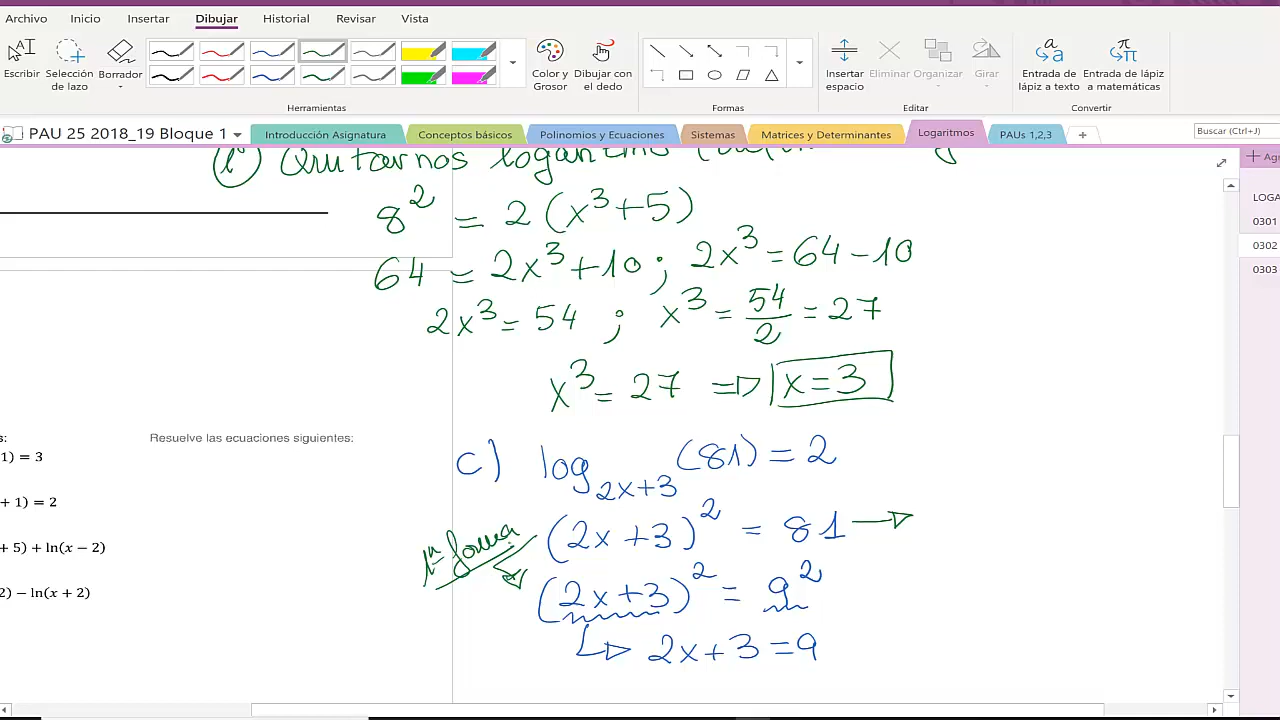 Archivo Inicio Insertar Dibujar Historial Revisar Vista
Escribir Selección de lazo Borrador Color y Grosor Dibujar con el dedo Insertar espacio Eliminar Organizar Girar Entrada de lápiz a texto Entrada de lápiz a matemáticas
Herramientas Formas Editar Convertir
PAU 25 2018_19 Bloque 1 Introducción Asignatura Conceptos básicos Polinomios y Ecuaciones Sistemas Matrices y Determinantes Logaritmos PAUs 1,2,3 + Buscar (Ctrl+J)
Quitarnos logaritmo
8² = 2(x³+5)
64 = 2x³+10 ; 2x³ = 64-10
2x³ = 54 ; x³ = 54/2 = 27
x³ = 27 ⇒ x = 3
c) log₂ₓ₊₃ (81) = 2
(2x+3)² = 81 →
1ª forma
(2x+3)² = 9²
↳ 2x+3 = 9
s: Resuelve las ecuaciones siguientes:
1) = 3
+ 1) = 2
+ 5) + ln(x − 2)
2) − ln(x + 2)
+ Ag
LOGA
0301
0302
0303